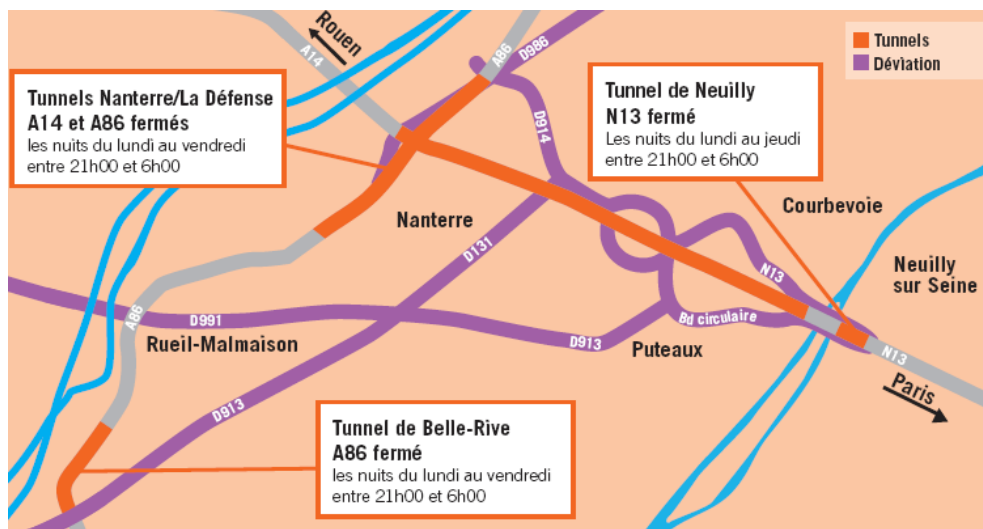 Rouen
A14
A86
D986
Tunnels
Déviation
Tunnels Nanterre/La Défense
A14 et A86 fermés
les nuits du lundi au vendredi
entre 21h00 et 6h00
Tunnel de Neuilly
N13 fermé
Les nuits du lundi au jeudi
entre 21h00 et 6h00
D914
Courbevoie
Nanterre
D131
N13
Neuilly
sur Seine
A86
D991
Rueil-Malmaison
D913
Puteaux
Bd circulaire
N13
Paris
D913
Tunnel de Belle-Rive
A86 fermé
les nuits du lundi au vendredi
entre 21h00 et 6h00